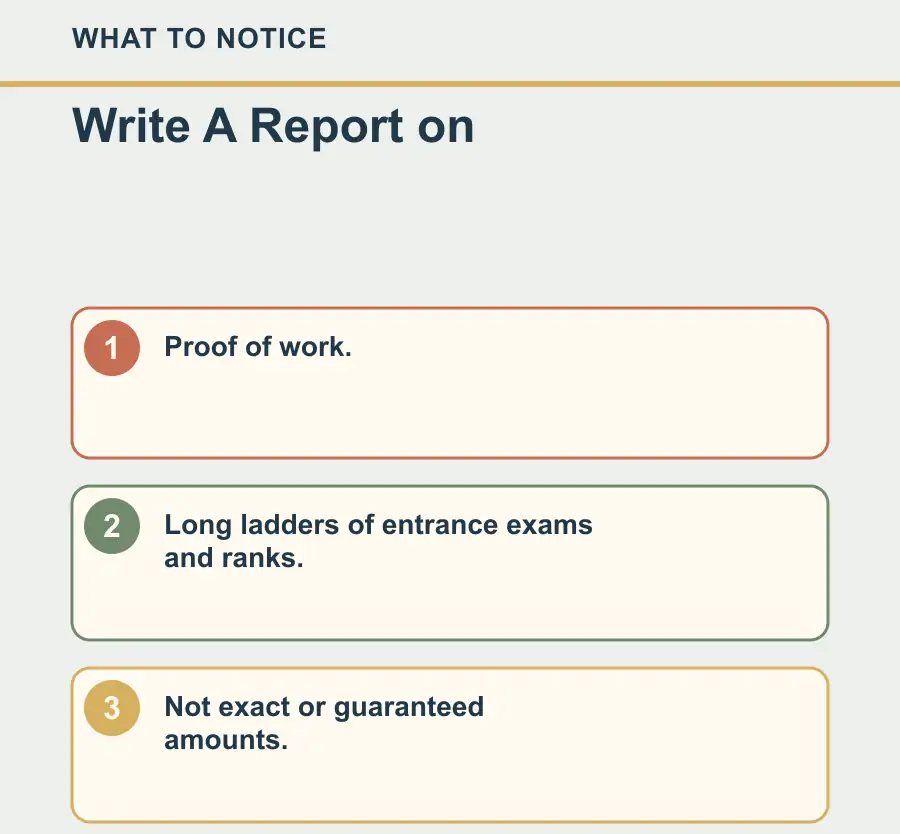 WHAT TO NOTICE
Write A Report on
1 Proof of work.
2 Long ladders of entrance exams
and ranks.
3 Not exact or guaranteed
amounts.